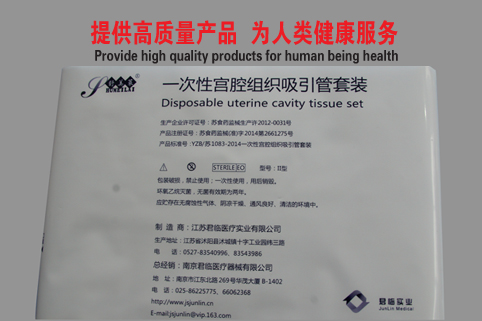 提供高质量产品 为人类健康服务
Provide high quality products for human being health
一次性宫腔组织吸引管套装
Disposable uterine cavity tissue set
生产企业许可证号：苏食药监械生产许2012-0031号
产品注册证号：苏食药监械(准)字2014第2661275号
产品标准号：YZB/苏1083-2014一次性宫腔组织吸引管套装
STERILE EO 型号：II型
包装破损，禁止使用；一次性使用，用后销毁。
环氧乙烷灭菌，无菌有效期为两年。
应贮存在无腐蚀性气体、阴凉干燥、通风良好、清洁的环境中。
制 造 商：江苏君临医疗实业有限公司
生产地址：江苏省沭阳县沭城镇十字工业园纬三路
电 话：0527-83540996、83543986
总经销：南京君临医疗器械有限公司
地 址：南京市江东北路269号华茂大厦B-1402
电 话：025-86225775、66062368
Http://www.jsjunlin.cn
E-mail:jsjunlin@vip.163.com
君临实业
JunLin Medical